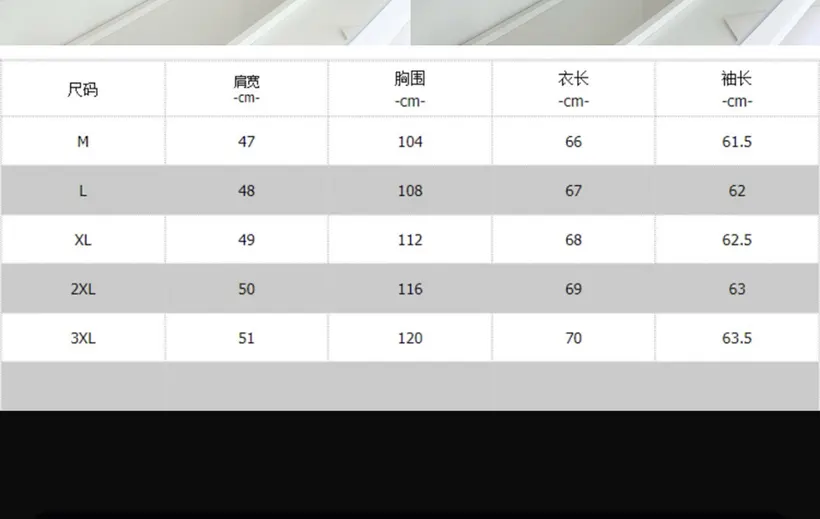 尺码 肩宽 胸围 衣长 袖长
-cm- -cm- -cm- -cm-
M 47 104 66 61.5
L 48 108 67 62
XL 49 112 68 62.5
2XL 50 116 69 63
3XL 51 120 70 63.5